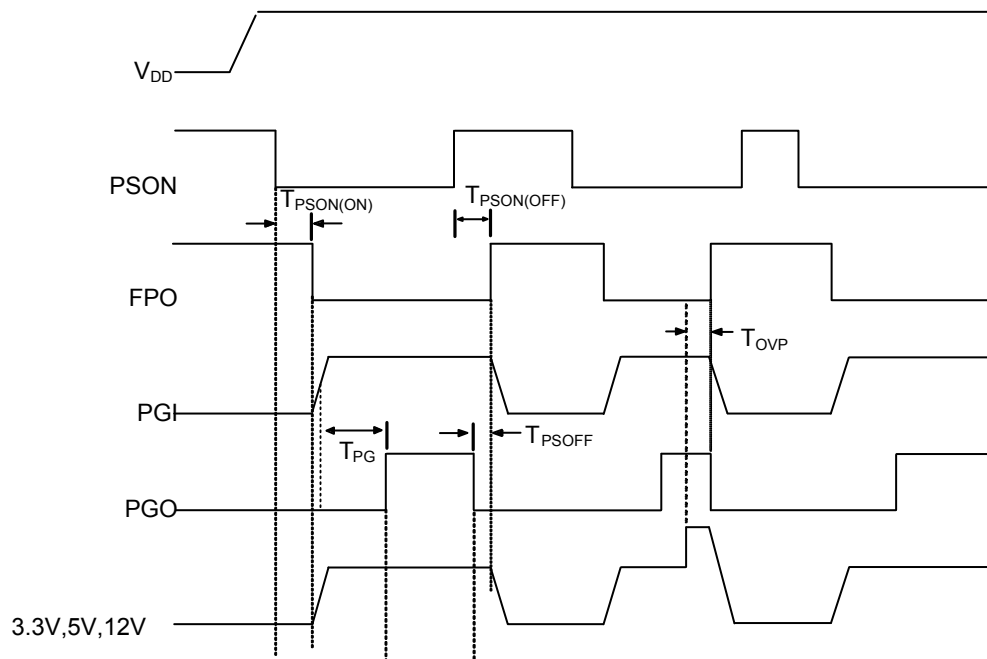 VDD
PSON
TPSON(ON)
TPSON(OFF)
FPO
TOVP
PGI
TPG
TPSOFF
PGO
3.3V,5V,12V